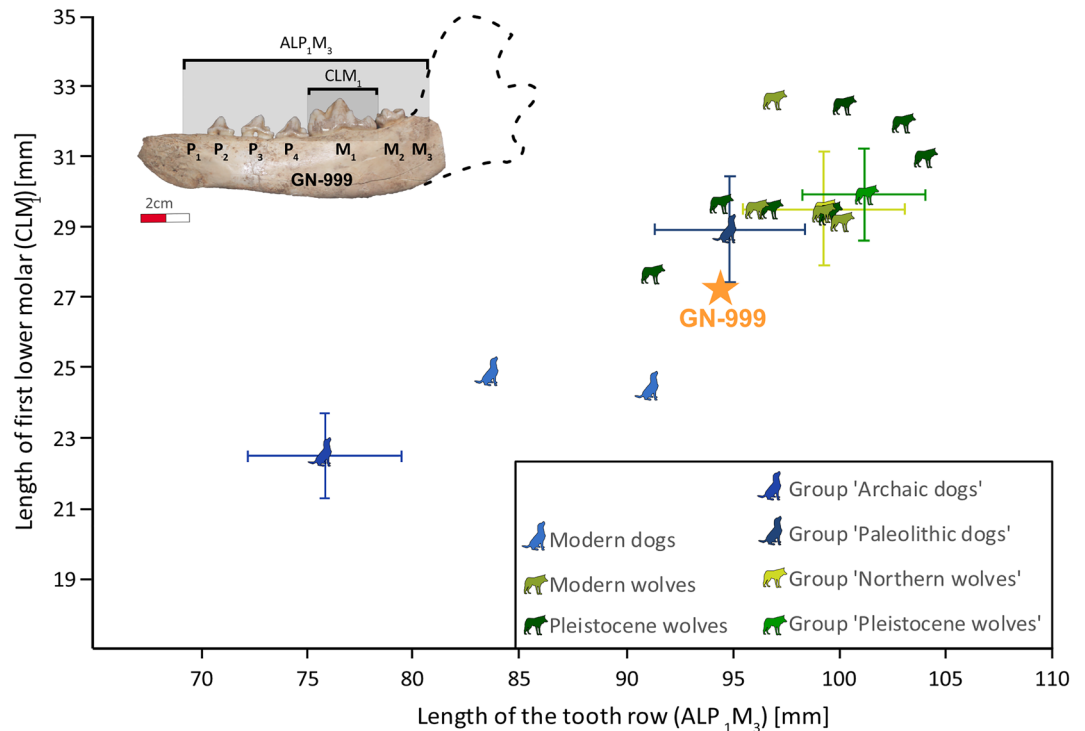 35
33
31
29
27
25
23
21
19
Length of first lower molar (CLM₁) [mm]
ALP₁M₃
CLM₁
P₁ P₂ P₃ P₄ M₁ M₂ M₃
GN-999
2cm
GN-999
Modern dogs
Modern wolves
Pleistocene wolves
Group 'Archaic dogs'
Group 'Paleolithic dogs'
Group 'Northern wolves'
Group 'Pleistocene wolves'
70 75 80 85 90 95 100 105 110
Length of the tooth row (ALP₁M₃) [mm]